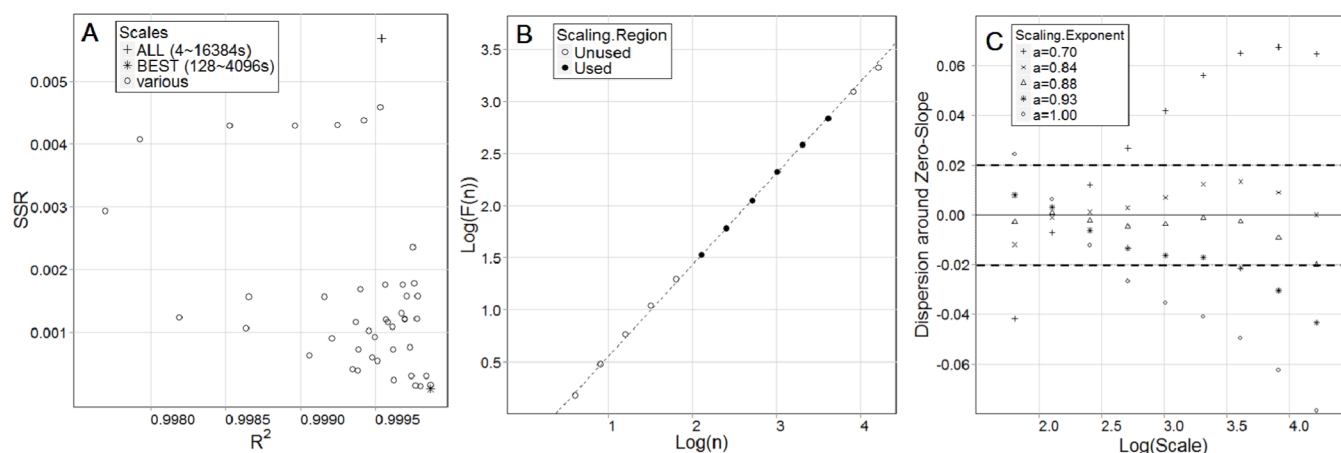 A
Scales
ALL (4~16384s)
BEST (128~4096s)
various
SSR
0.005
0.004
0.003
0.002
0.001
0.9980
0.9985
0.9990
0.9995
R²
B
Scaling.Region
Unused
Used
Log(F(n))
3.5
3.0
2.5
2.0
1.5
1.0
0.5
1
2
3
4
Log(n)
C
Scaling.Exponent
a=0.70
a=0.84
a=0.88
a=0.93
a=1.00
Dispersion around Zero-Slope
0.06
0.04
0.02
0.00
-0.02
-0.04
-0.06
2.0
2.5
3.0
3.5
4.0
Log(Scale)